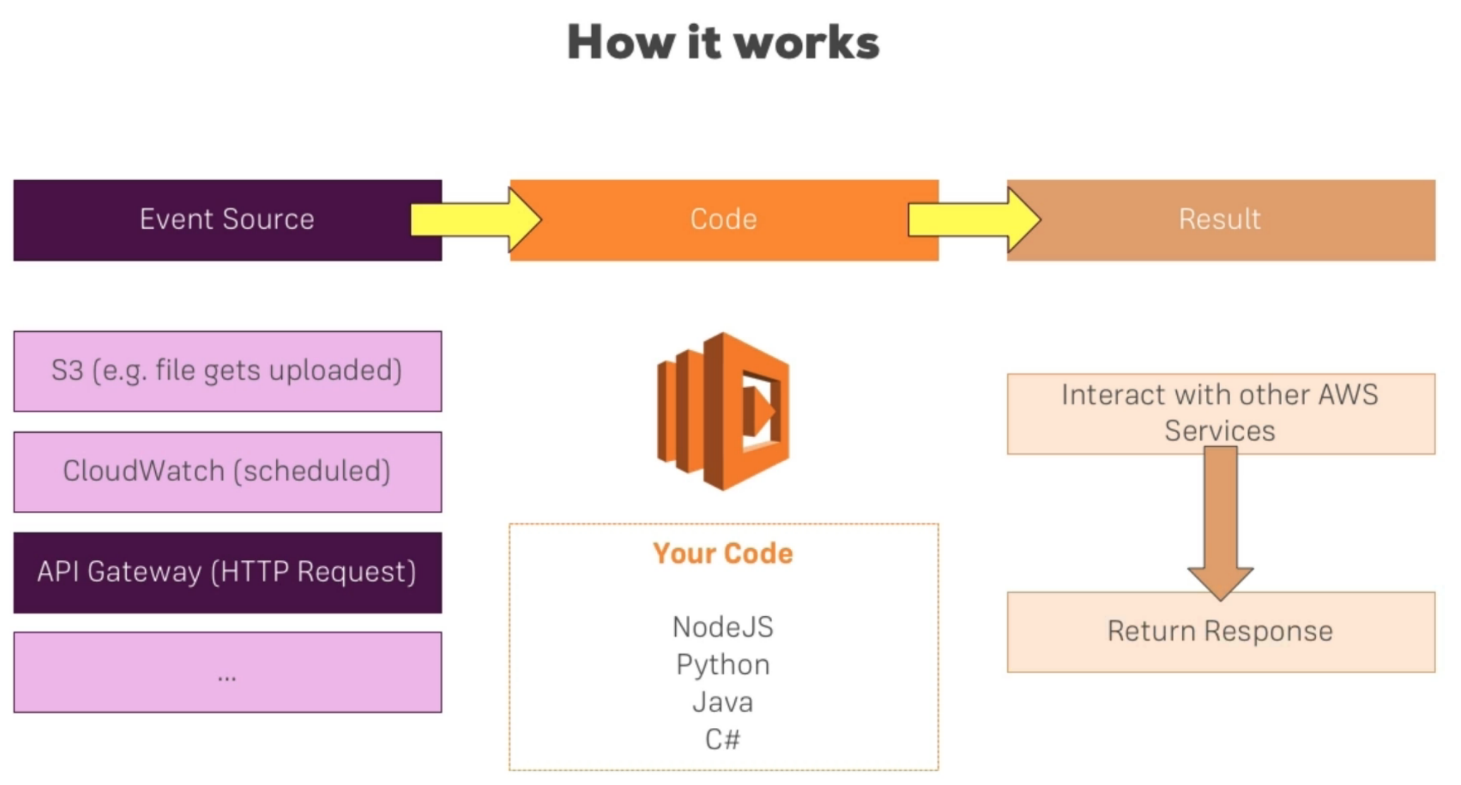 How it works
Event Source
Code
Result
S3 (e.g. file gets uploaded)
CloudWatch (scheduled)
API Gateway (HTTP Request)
...
Your Code
NodeJS
Python
Java
C#
Interact with other AWS
Services
Return Response